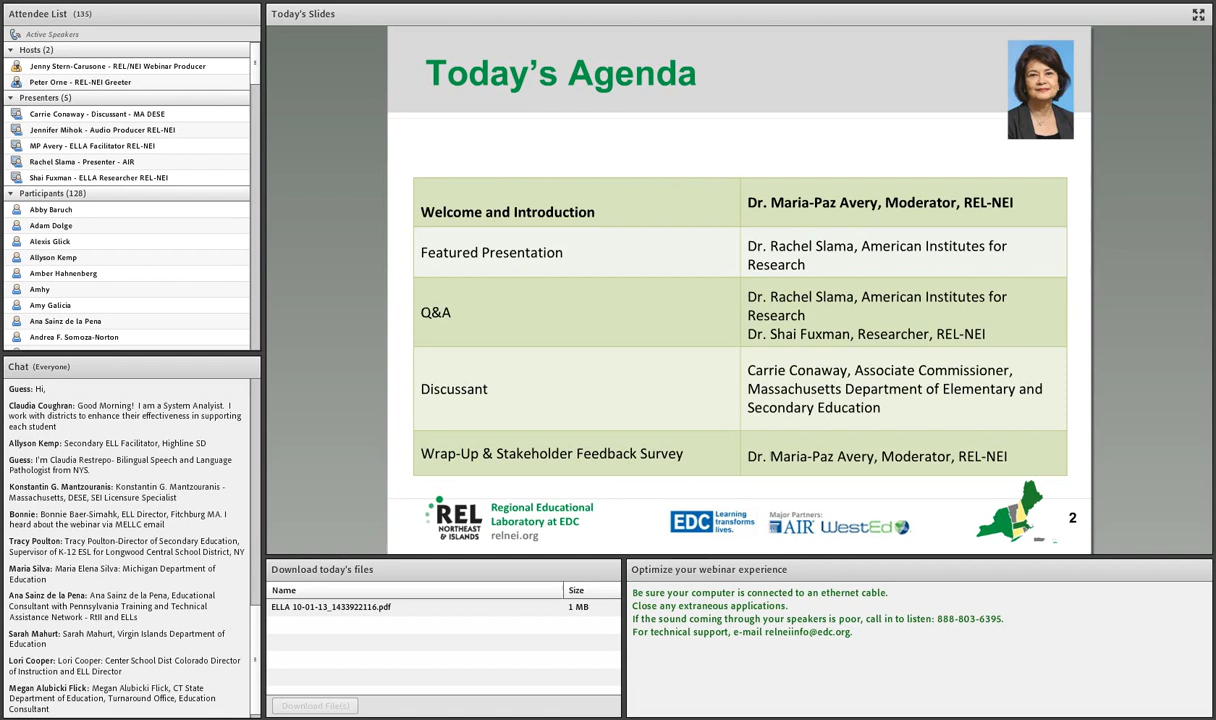 Attendee List (135)
Active Speakers
Hosts (2)
Jenny Stern-Carusone - REL/NEI Webinar Producer
Peter Orne - REL-NEI Greeter
Presenters (5)
Carrie Conaway - Discussant - MA DESE
Jennifer Mihok - Audio Producer REL-NEI
MP Avery - ELLA Facilitator REL-NEI
Rachel Slama - Presenter - AIR
Shai Fuxman - ELLA Researcher REL-NEI
Participants (128)
Abby Baruch
Adam Dolge
Alexis Glick
Allyson Kemp
Amber Hahnenberg
Amhy
Amy Galicia
Ana Sainz de la Pena
Andrea F. Somoza-Norton
Chat (Everyone)
Guess: Hi,
Claudia Coughran: Good Morning! I am a System Analyist. I
work with districts to enhance their effectiveness in supporting
each student
Allyson Kemp: Secondary ELL Facilitator, Highline SD
Guess: I'm Claudia Restrepo- Bilingual Speech and Language
Pathologist from NYS.
Konstantin G. Mantzouranis: Konstantin G. Mantzouranis -
Massachusetts, DESE, SEI Licensure Specialist
Bonnie: Bonnie Baer-Simahk, ELL Director, Fitchburg MA. I
heard about the webinar via MELLC email
Tracy Poulton: Tracy Poulton-Director of Secondary Education,
Supervisor of K-12 ESL for Longwood Central School District, NY
Maria Silva: Maria Elena Silva: Michigan Department of
Education
Ana Sainz de la Pena: Ana Sainz de la Pena, Educational
Consultant with Pennsylvania Training and Technical
Assistance Network - RtII and ELLs
Sarah Mahurt: Sarah Mahurt, Virgin Islands Department of
Education
Lori Cooper: Lori Cooper: Center School Dist Colorado Director
of Instruction and ELL Director
Megan Alubicki Flick: Megan Alubicki Flick, CT State
Department of Education, Turnaround Office, Education
Consultant
Today's Slides
Today's Agenda
Welcome and Introduction
Dr. Maria-Paz Avery, Moderator, REL-NEI
Featured Presentation
Dr. Rachel Slama, American Institutes for
Research
Q&A
Dr. Rachel Slama, American Institutes for
Research
Dr. Shai Fuxman, Researcher, REL-NEI
Discussant
Carrie Conaway, Associate Commissioner,
Massachusetts Department of Elementary and
Secondary Education
Wrap-Up & Stakeholder Feedback Survey
Dr. Maria-Paz Avery, Moderator, REL-NEI
REL
NORTHEAST
& ISLANDS
Regional Educational
Laboratory at EDC
relnei.org
EDC
Learning
transforms
lives.
Major Partners:
AIR
WestEd
2
Download today's files
Name
Size
ELLA 10-01-13_1433922116.pdf
1 MB
Download File(s)
Optimize your webinar experience
Be sure your computer is connected to an ethernet cable.
Close any extraneous applications.
If the sound coming through your speakers is poor, call in to listen: 888-803-6395.
For technical support, e-mail relneiinfo@edc.org.